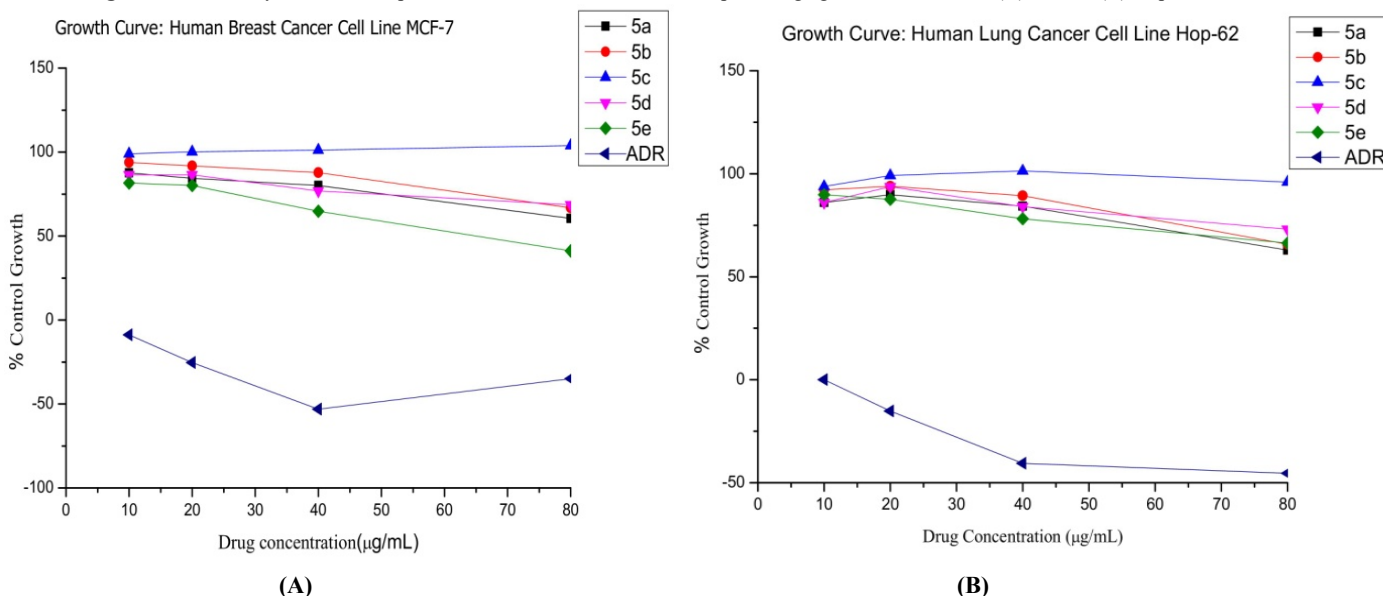 Growth Curve: Human Breast Cancer Cell Line MCF-7
5a
5b
5c
5d
5e
ADR
150
100
50
0
-50
-100
% Control Growth
0 10 20 30 40 50 60 70 80
Drug concentration(μg/mL)
(A)
Growth Curve: Human Lung Cancer Cell Line Hop-62
5a
5b
5c
5d
5e
ADR
150
100
50
0
-50
% Control Growth
0 10 20 30 40 50 60 70 80
Drug Concentration (μg/mL)
(B)